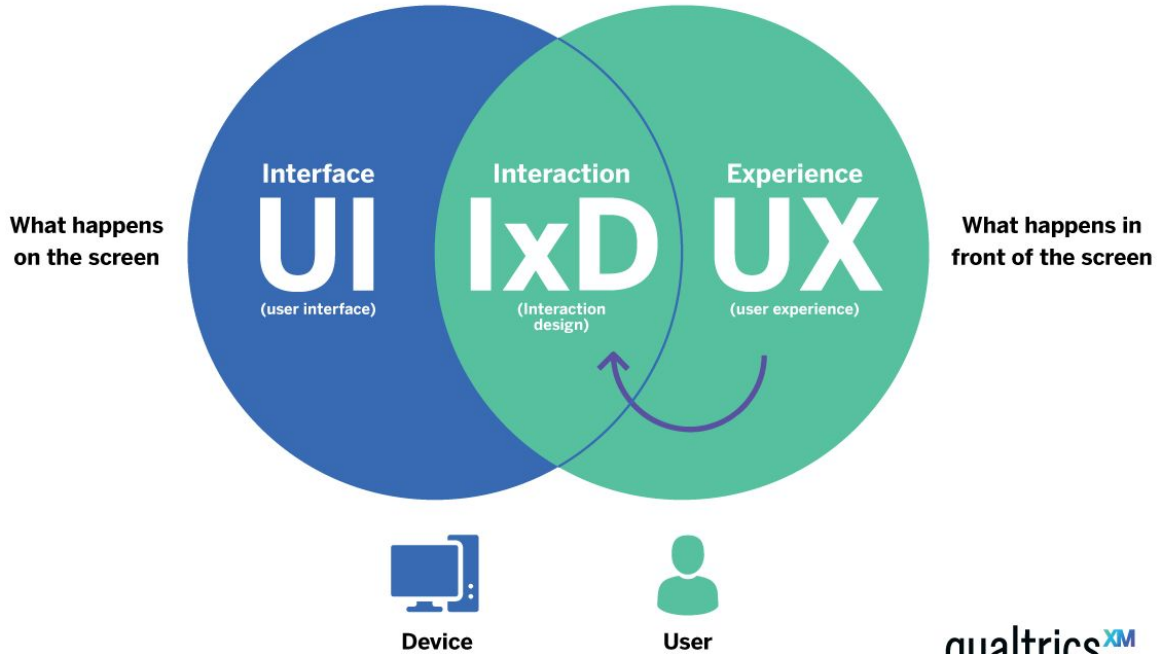 Interface
UI
(user interface)
Interaction
IxD
(Interaction
design)
Experience
UX
(user experience)
What happens
on the screen
What happens in
front of the screen
Device
User
qualtrics XM